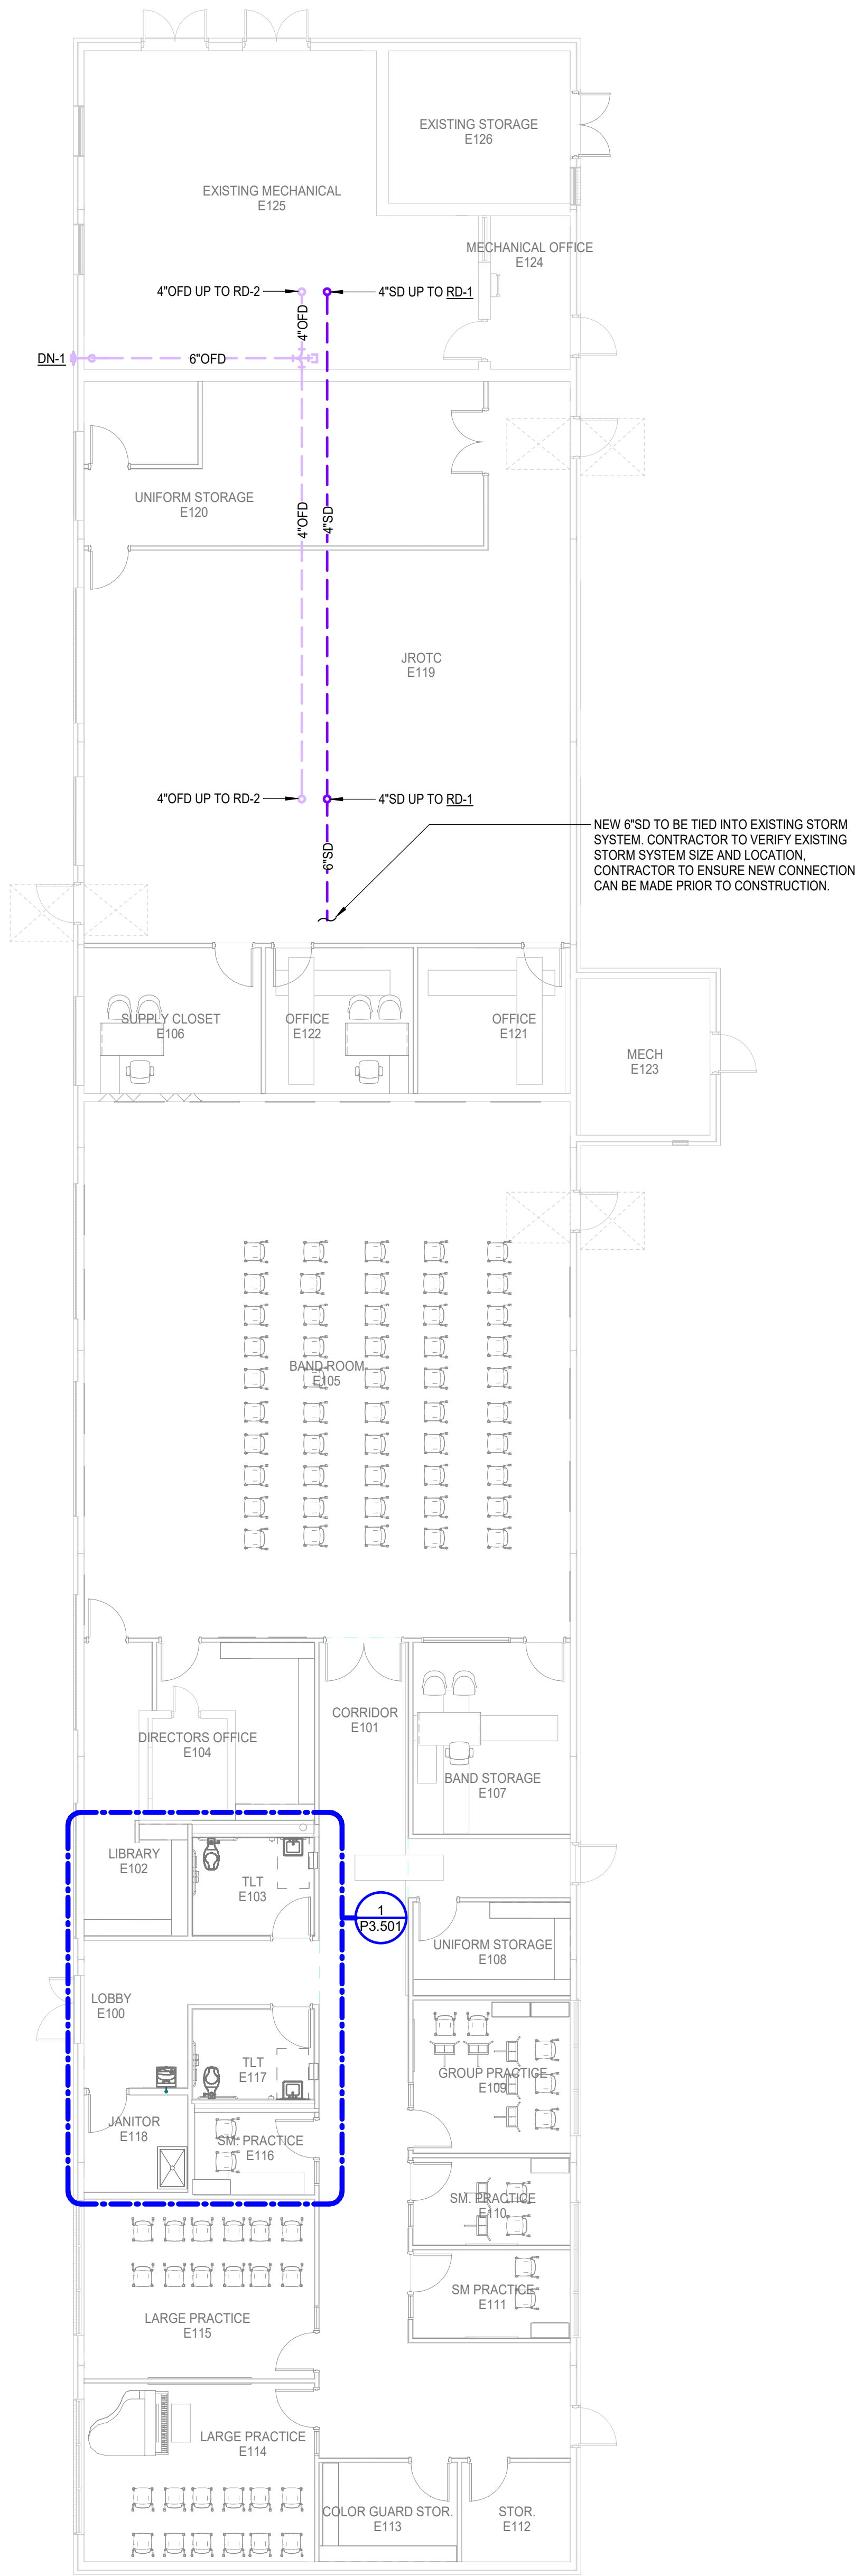 EXISTING STORAGE
E126
EXISTING MECHANICAL
E125
MECHANICAL OFFICE
E124
4"OFD UP TO RD-2
4"SD UP TO RD-1
4"OFD
DN-1
6"OFD
UNIFORM STORAGE
E120
4"OFD
4"SD
JROTC
E119
4"OFD UP TO RD-2
4"SD UP TO RD-1
6"SD
NEW 6"SD TO BE TIED INTO EXISTING STORM
SYSTEM. CONTRACTOR TO VERIFY EXISTING
STORM SYSTEM SIZE AND LOCATION,
CONTRACTOR TO ENSURE NEW CONNECTION
CAN BE MADE PRIOR TO CONSTRUCTION.
SUPPLY CLOSET
E106
OFFICE
E122
OFFICE
E121
MECH
E123
BAND ROOM
E105
CORRIDOR
E101
DIRECTORS OFFICE
E104
BAND STORAGE
E107
LIBRARY
E102
TLT
E103
1
P3.501
UNIFORM STORAGE
E108
LOBBY
E100
TLT
E117
GROUP PRACTICE
E109
JANITOR
E118
SM. PRACTICE
E116
SM. PRACTICE
E110
SM PRACTICE
E111
LARGE PRACTICE
E115
LARGE PRACTICE
E114
COLOR GUARD STOR.
E113
STOR.
E112